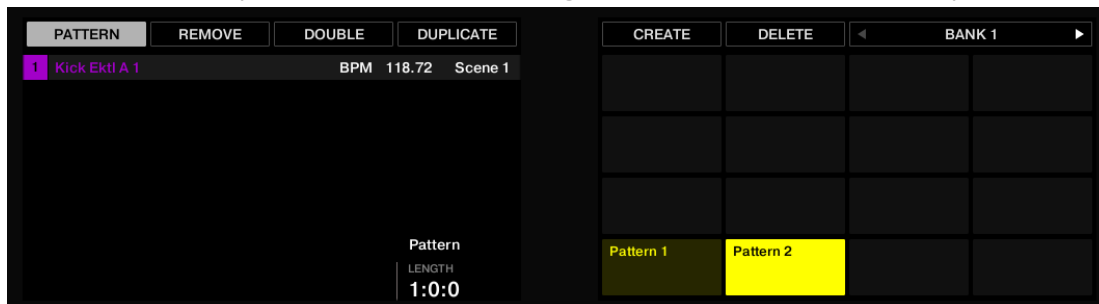 PATTERN REMOVE DOUBLE DUPLICATE
1 Kick Ektl A 1 BPM 118.72 Scene 1
Pattern
LENGTH
1:0:0
CREATE DELETE BANK 1
Pattern 1 Pattern 2